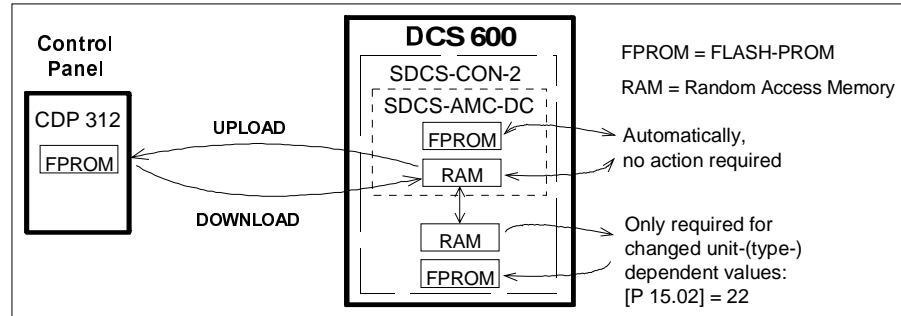 Control
Panel
CDP 312
FPROM
UPLOAD
DOWNLOAD
DCS 600
SDCS-CON-2
SDCS-AMC-DC
FPROM
RAM
RAM
FPROM
FPROM = FLASH-PROM
RAM = Random Access Memory
Automatically,
no action required
Only required for
changed unit-(type-)
dependent values:
[P 15.02] = 22